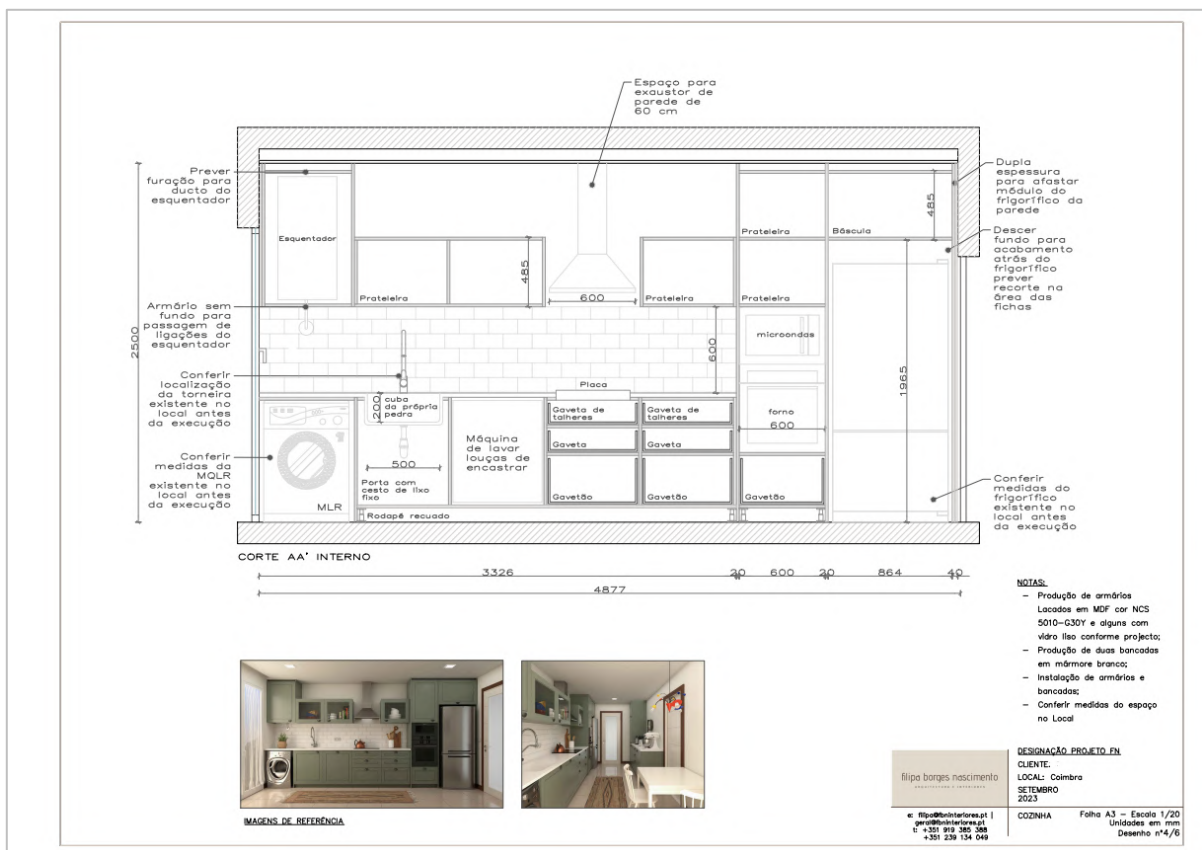 Espaço para
exaustor de
parede de
60 cm
Prever
furação para
ducto do
esquentador
Dupla
espessura
para afastar
módulo do
frigorífico da
parede
485
Prateleira
Báscula
Descer
fundo para
acabamento
atrás do
frigorífico
prever
recorte na
área das
fichas
Esquentador
485
600
Prateleira
Prateleira
Prateleira
Armário sem
fundo para
passagem de
ligações do
esquentador
2500
microondas
600
1965
Conferir
localização
da torneira
existente no
local antes
da execução
Placa
200
cuba
da própria
pedra
Gaveta de
talheres
Gaveta de
talheres
forno
600
Máquina
de lavar
louças de
encastrar
Gaveta
Gaveta
Conferir
medidas da
MQLR
existente no
local antes
da execução
500
Porta com
cesto de lixo
fixo
Gavetão
Gavetão
Gavetão
MLR
Rodapé recuado
Conferir
medidas do
frigorífico
existente no
local antes
da execução
CORTE AA' INTERNO
3326
20
600
20
864
40
4877
NOTAS:
- Produção de armários
Lacados em MDF cor NCS
5010-G30Y e alguns com
vidro liso conforme projecto;
- Produção de duas bancadas
em mármore branco;
- Instalação de armários e
bancadas;
- Conferir medidas do espaço
no Local
IMAGENS DE REFERÊNCIA
filipa borges nascimento
ARQUITECTURA E INTERIORES
e: filipa@fbninteriores.pt |
geral@fbninteriores.pt
t: +351 919 385 388
+351 239 134 049
DESIGNAÇÃO PROJETO FN
CLIENTE.
LOCAL: Coimbra
SETEMBRO
2023
COZINHA
Folha A3 - Escala 1/20
Unidades em mm
Desenho nº4/6